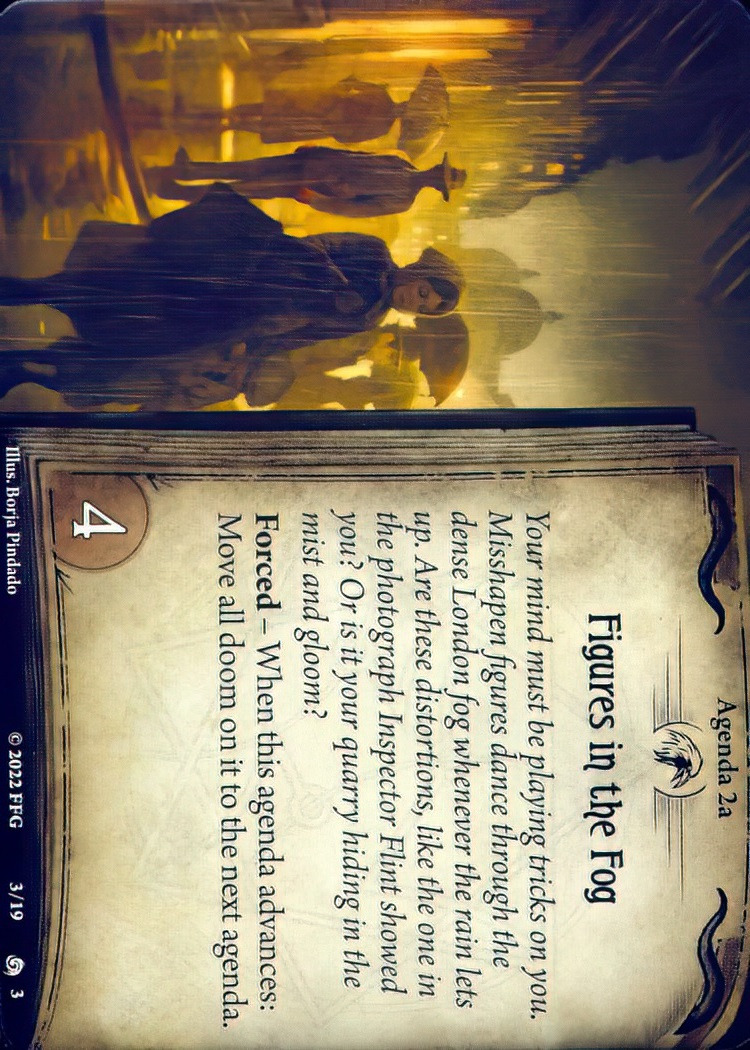 Agenda 2a
Figures in the Fog
Your mind must be playing tricks on you.
Misshapen figures dance through the
dense London fog whenever the rain lets
up. Are these distortions, like the one in
the photograph Inspector Flint showed
you? Or is it your quarry hiding in the
mist and gloom?
Forced – When this agenda advances:
Move all doom on it to the next agenda.
4
Illus. Borja Pindado © 2022 FFG 3/19 3